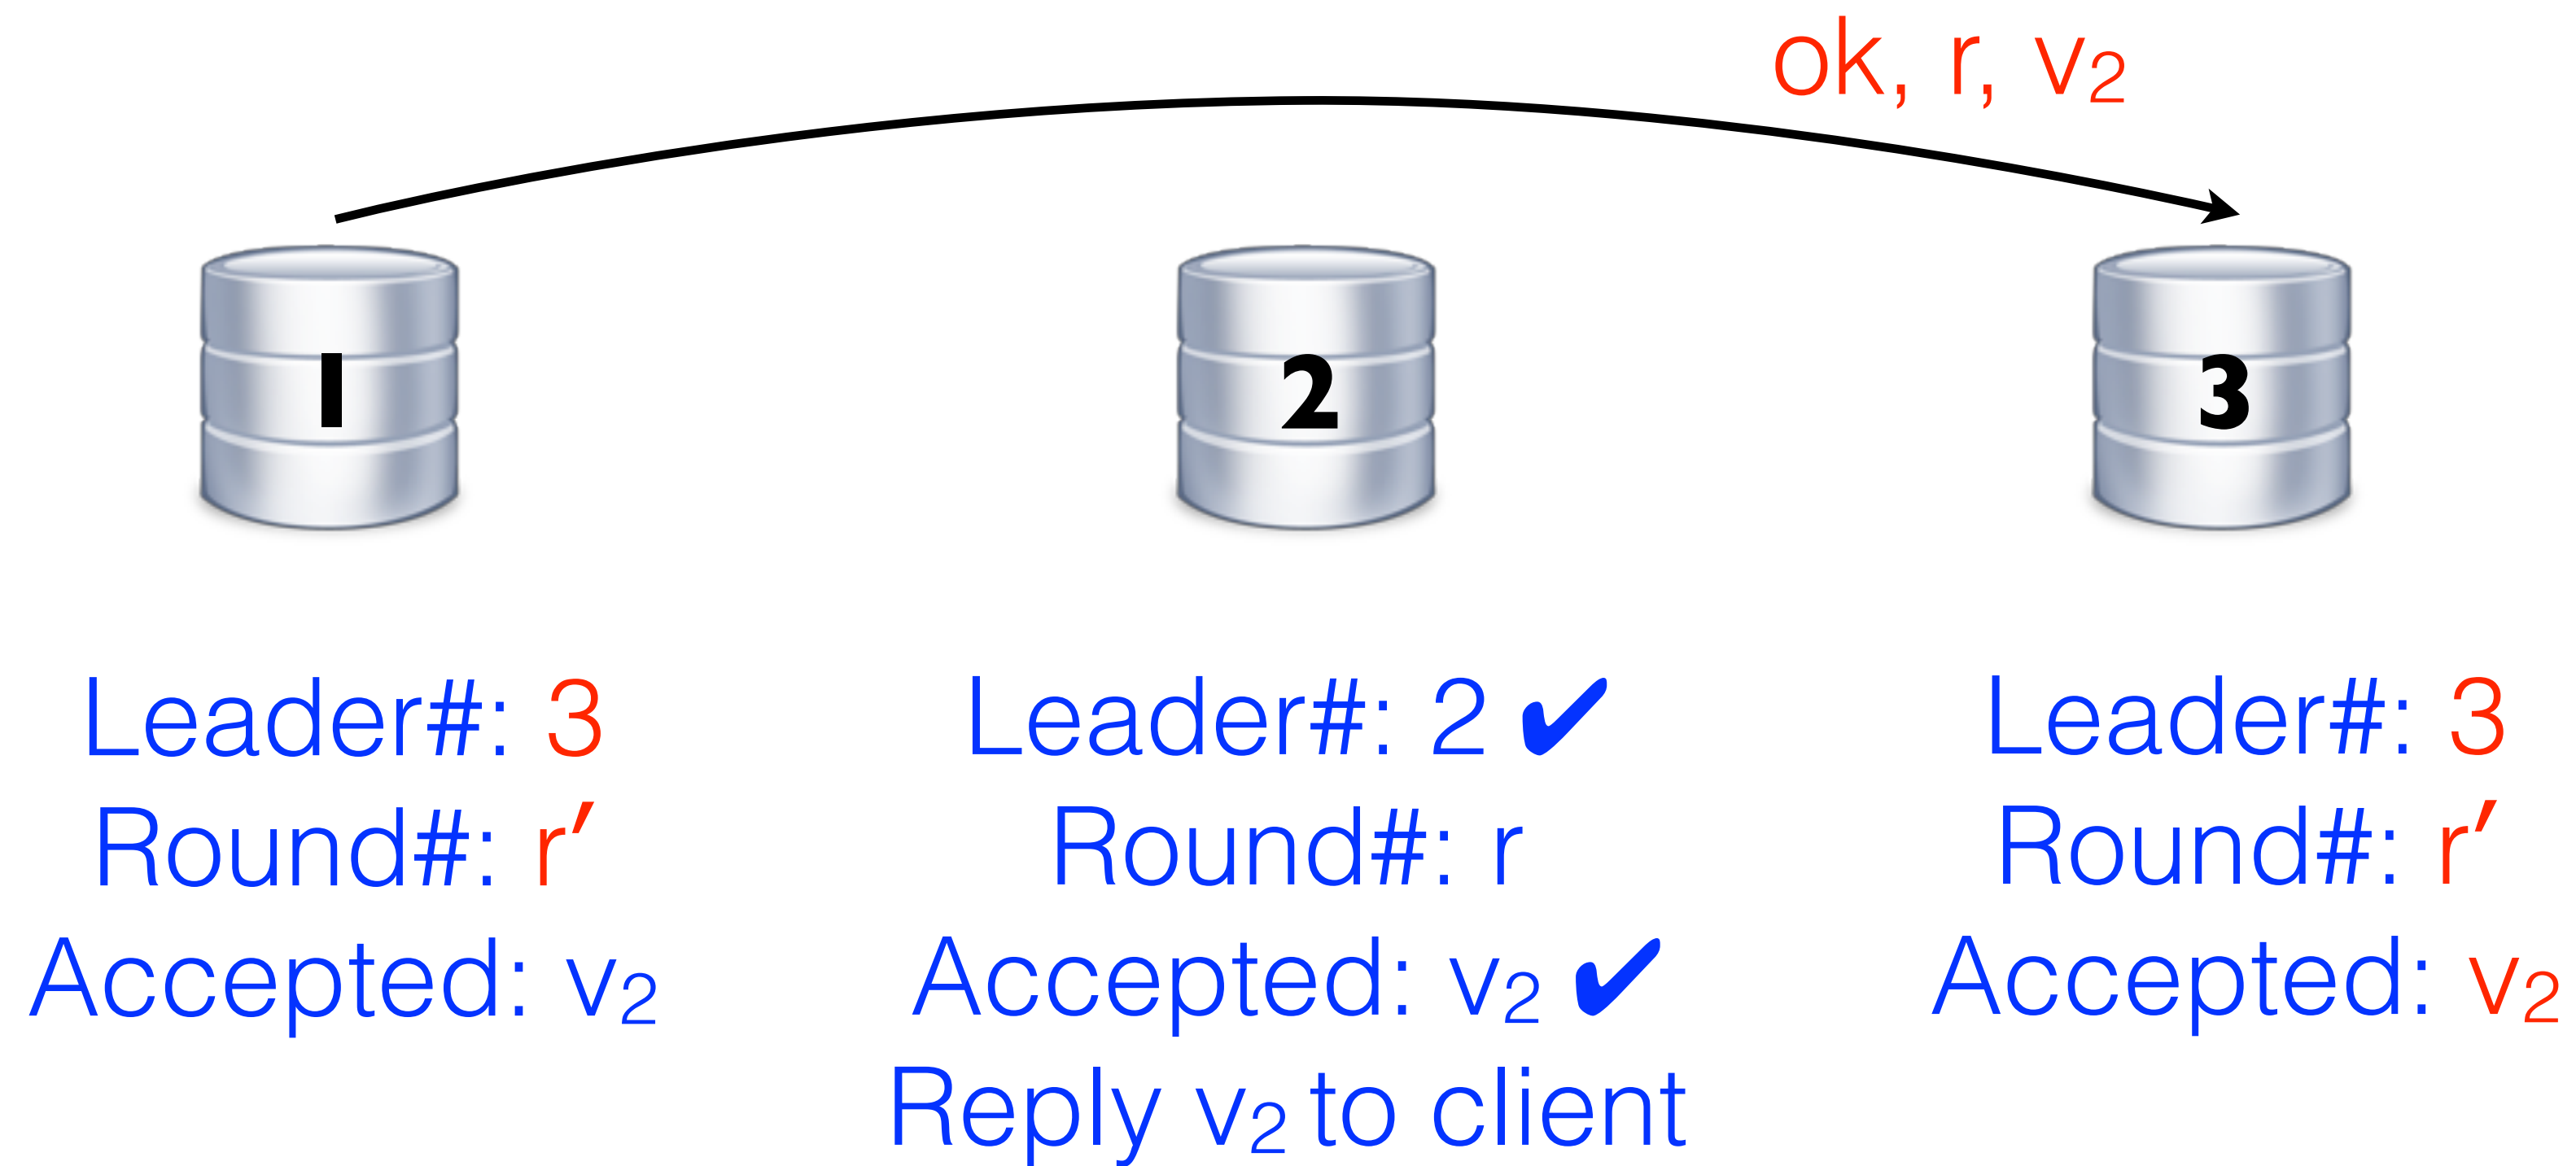 ok, r, v₂
1
2
3
Leader#: 3
Round#: r′
Accepted: v₂
Leader#: 2 ✔
Round#: r
Accepted: v₂ ✔
Reply v₂ to client
Leader#: 3
Round#: r′
Accepted: v₂